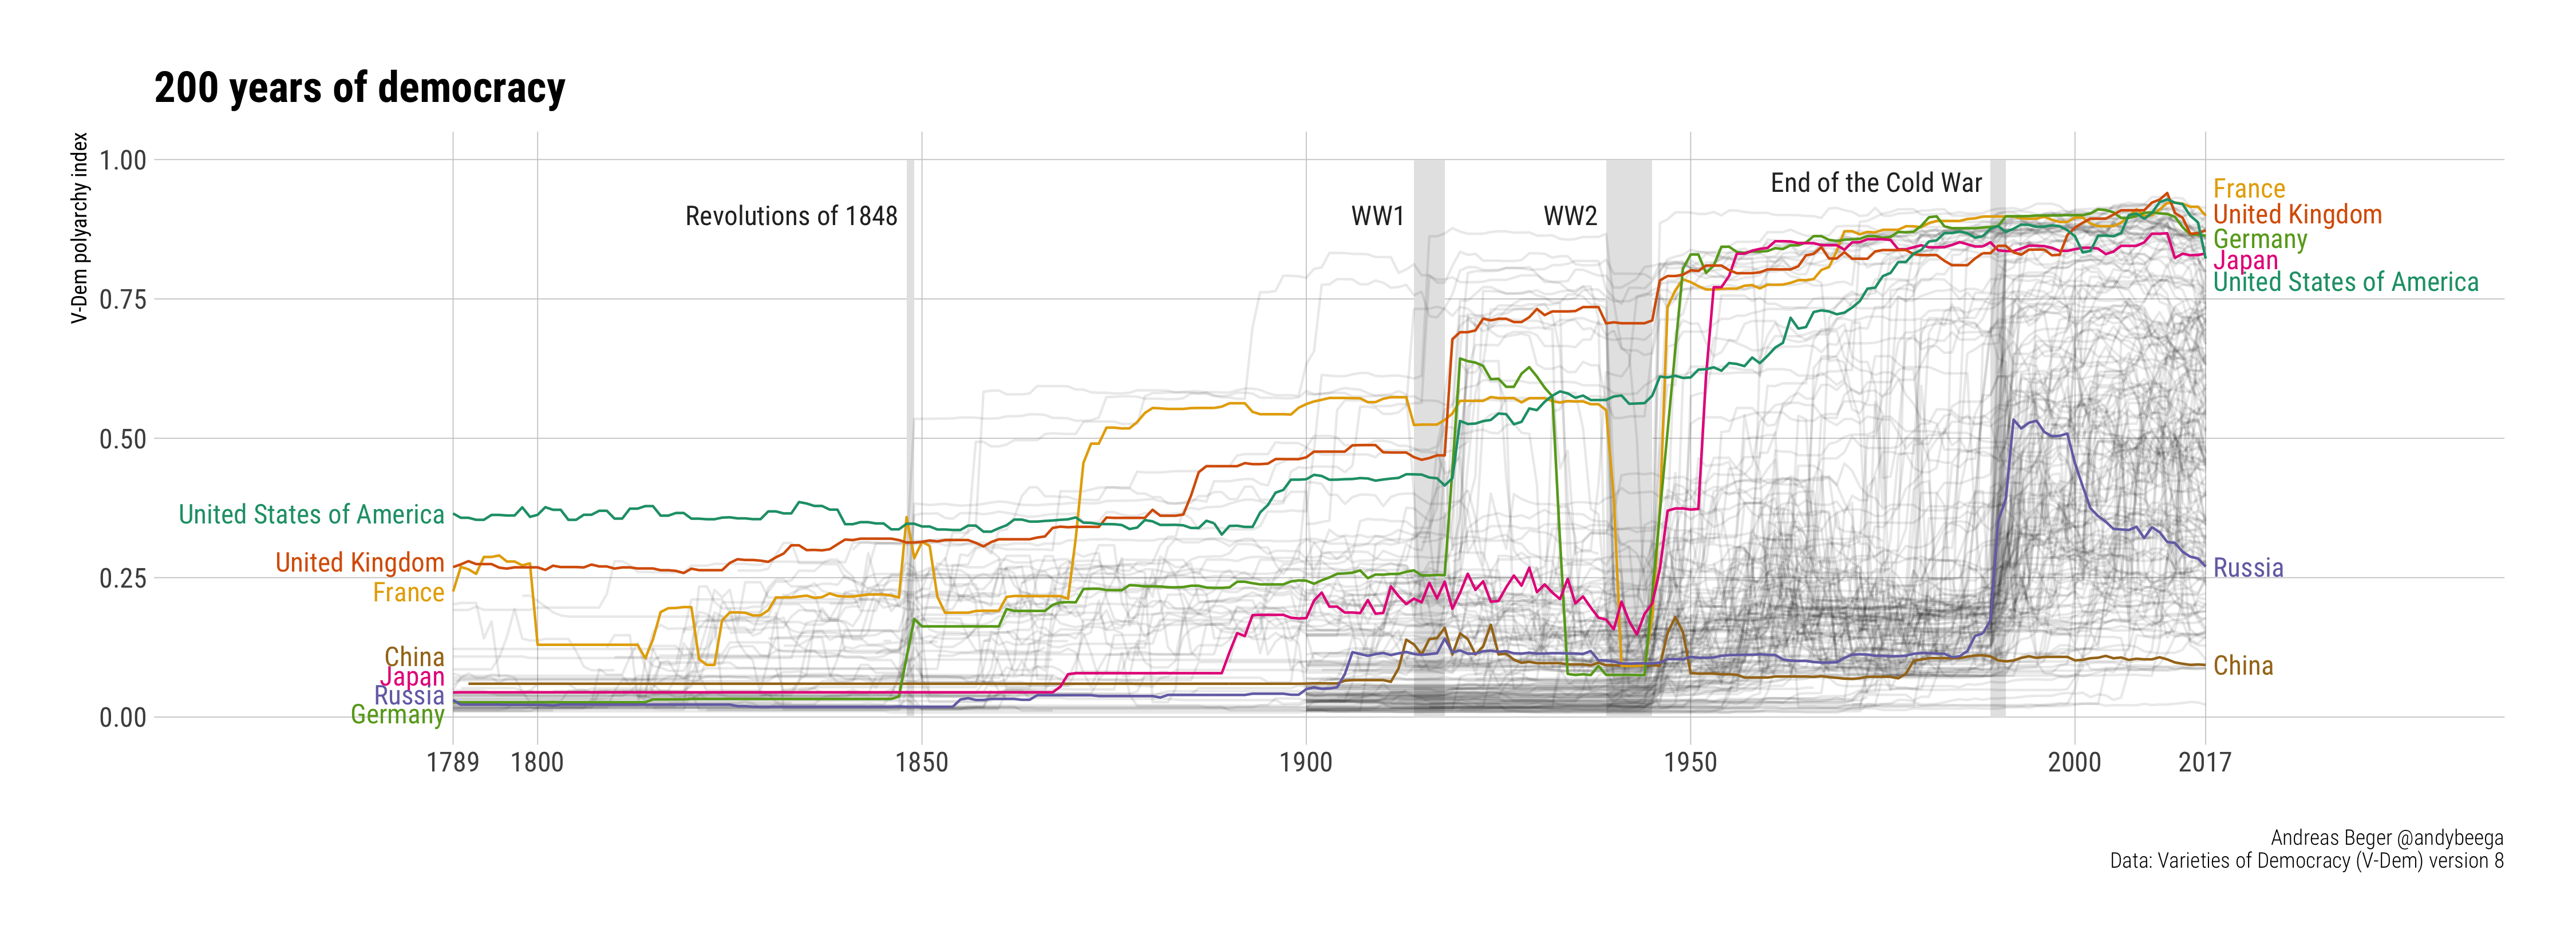 200 years of democracy
V-Dem polyarchy index
1.00
0.75
0.50
0.25
0.00
Revolutions of 1848
WW1
WW2
End of the Cold War
United States of America
United Kingdom
France
China
Japan
Russia
Germany
France
United Kingdom
Germany
Japan
United States of America
Russia
China
1789 1800 1850 1900 1950 2000 2017
Andreas Beger @andybeega
Data: Varieties of Democracy (V-Dem) version 8